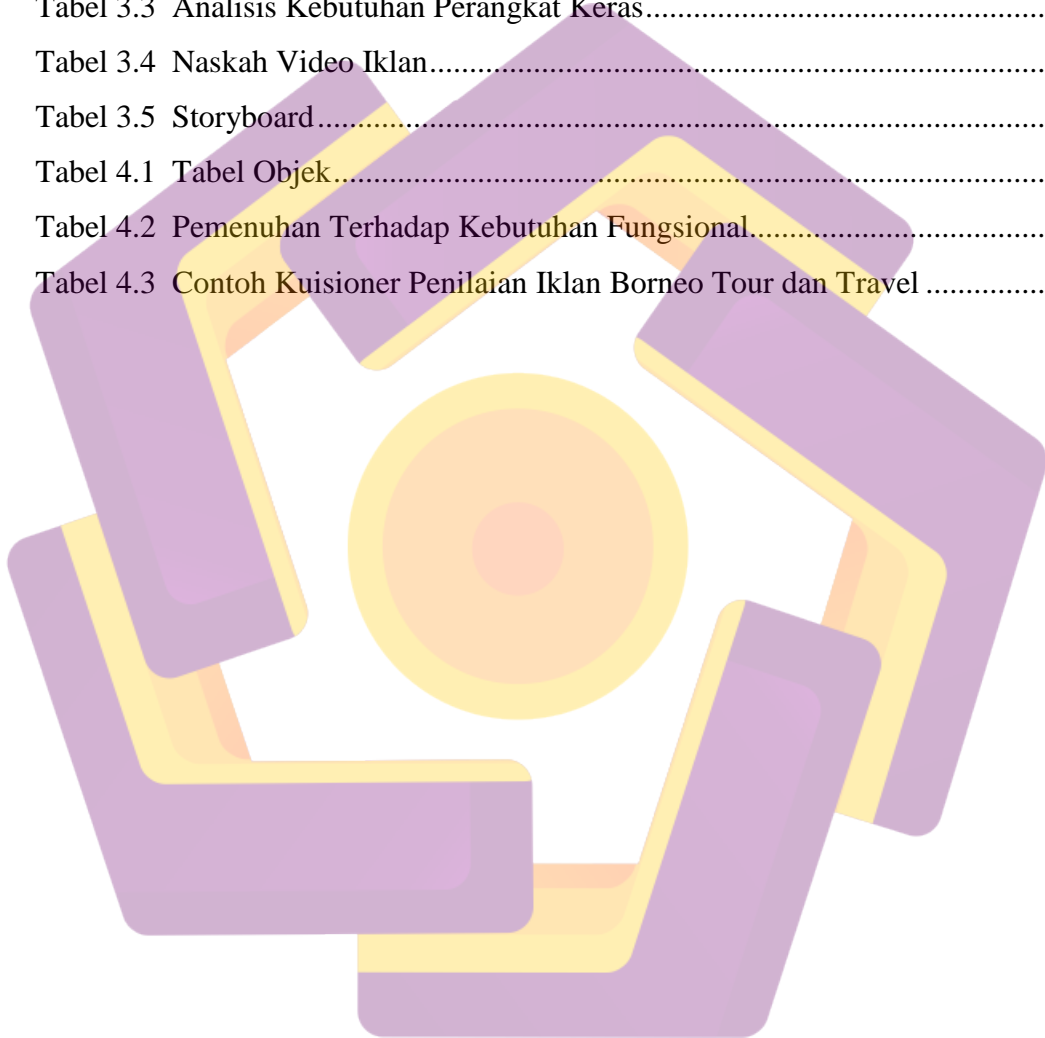 Tabel 3.3 Analisis Kebutuhan Perangkat Keras..............................................
Tabel 3.4 Naskah Video Iklan.........................................................................
Tabel 3.5 Storyboard.......................................................................................
Tabel 4.1 Tabel Objek.....................................................................................
Tabel 4.2 Pemenuhan Terhadap Kebutuhan Fungsional...................................
Tabel 4.3 Contoh Kuisioner Penilaian Iklan Borneo Tour dan Travel ...............